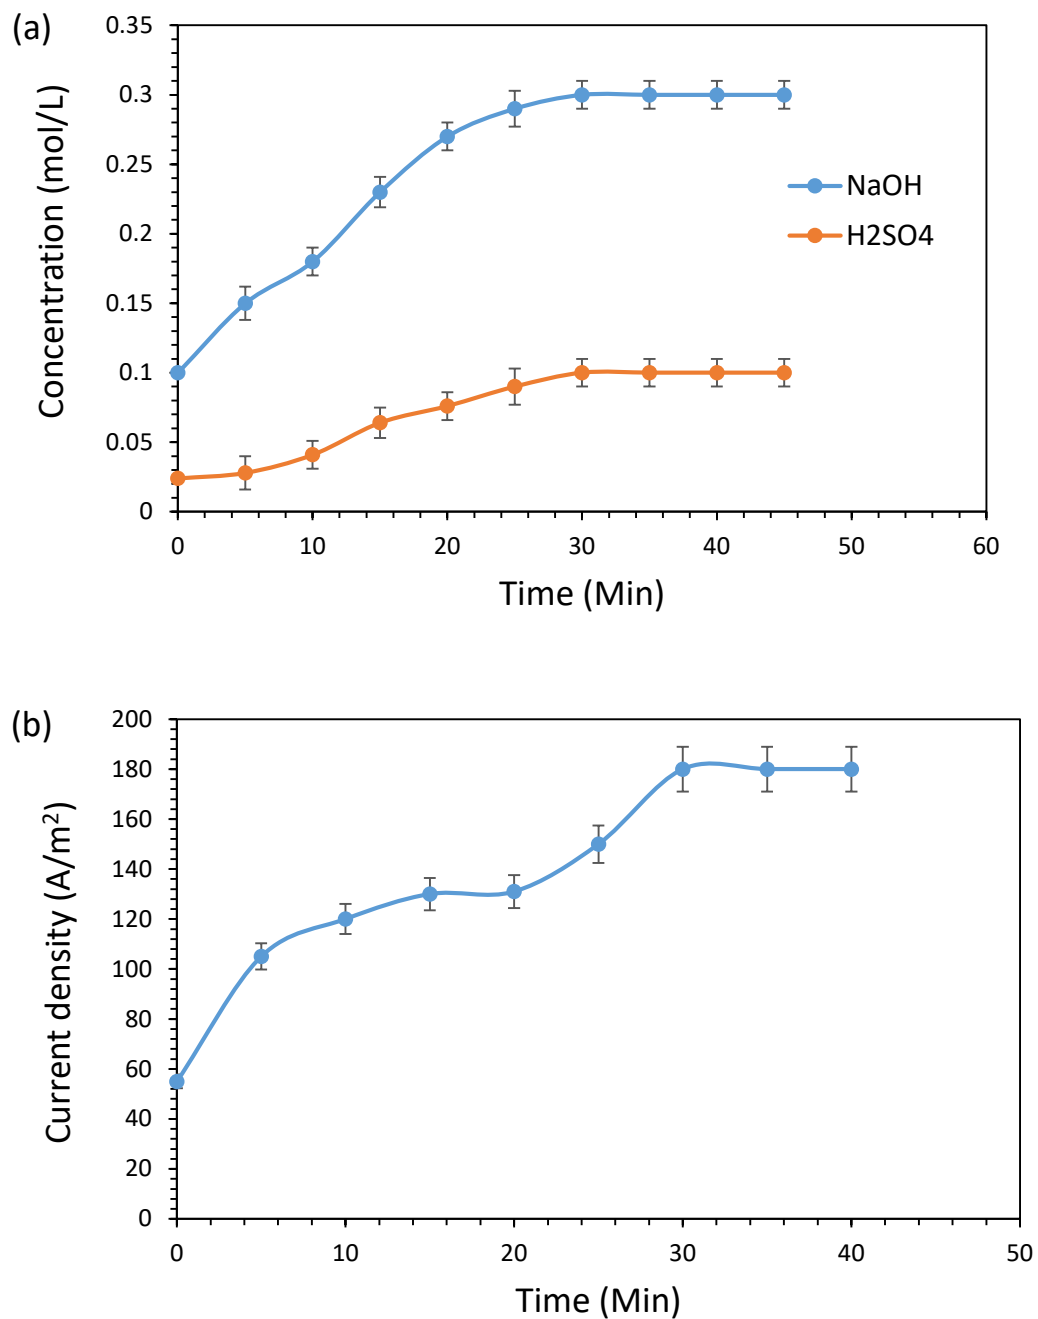 (a)
Concentration (mol/L)
0.35
0.3
0.25
0.2
0.15
0.1
0.05
0
NaOH
H2SO4
0 10 20 30 40 50 60
Time (Min)
(b)
Current density (A/m²)
200
180
160
140
120
100
80
60
40
20
0
0 10 20 30 40 50
Time (Min)